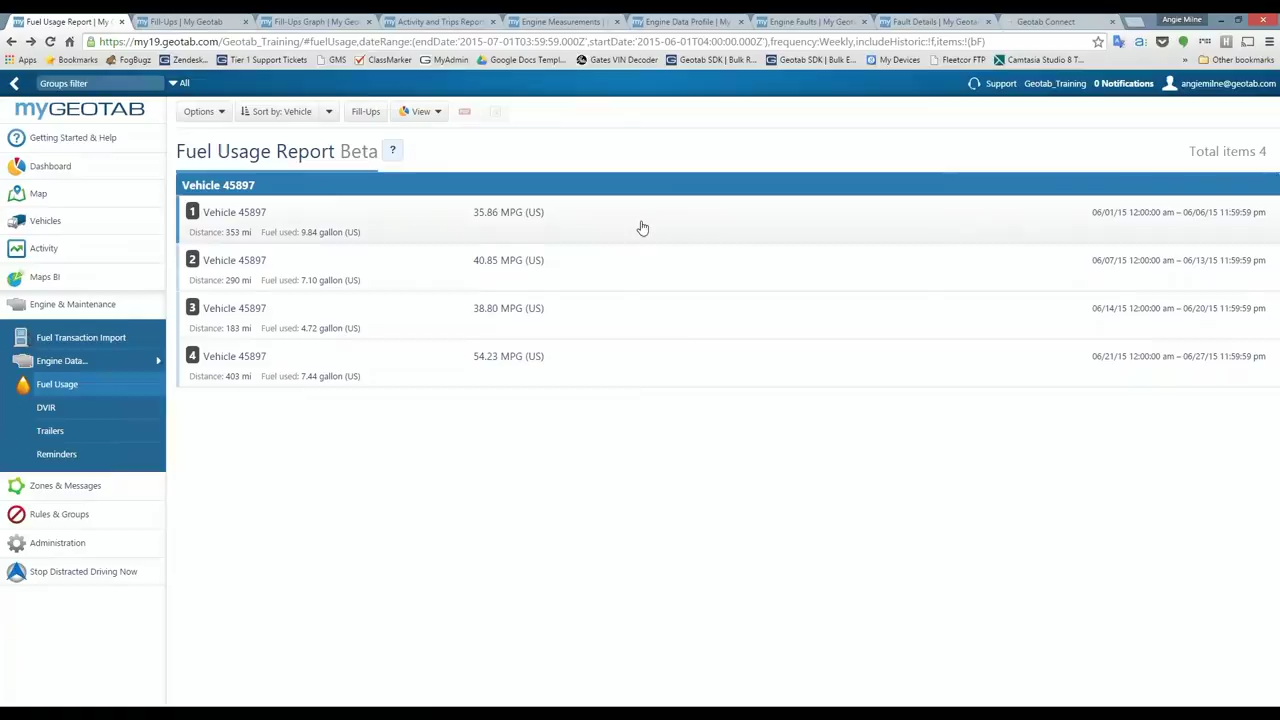 Fuel Usage Report | My G
Fill-Ups | My Geotab
Fill-Ups Graph | My Geo
Activity and Trips Report
Engine Measurements |
Engine Data Profile | My
Engine Faults | My Geot
Fault Details | My Geota
Geotab Connect
Angie Milne
https://my19.geotab.com/Geotab_Training/#fuelUsage,dateRange:(endDate:'2015-07-01T03:59:59.000Z',startDate:'2015-06-01T04:00:00.000Z'),frequency:Weekly,includeHistoric:!f,items:!(bF)
Apps
Bookmarks
FogBugz
Zendesk...
Tier 1 Support Tickets
GMS
ClassMarker
MyAdmin
Google Docs Templ...
Gates VIN Decoder
Geotab SDK | Bulk R...
Geotab SDK | Bulk E...
My Devices
Fleetcor FTP
Camtasia Studio & T...
Other bookmarks
Groups filter
All
Support
Geotab_Training
0 Notifications
angiemilne@geotab.com
myGEOTAB
Getting Started & Help
Dashboard
Map
Vehicles
Activity
Maps BI
Engine & Maintenance
Fuel Transaction Import
Engine Data...
Fuel Usage
DVIR
Trailers
Reminders
Zones & Messages
Rules & Groups
Administration
Stop Distracted Driving Now
Options
Sort by: Vehicle
Fill-Ups
View
Fuel Usage Report Beta ?
Total items 4
Vehicle 45897
1 Vehicle 45897 35.86 MPG (US) 06/01/15 12:00:00 am – 06/06/15 11:59:59 pm
Distance: 353 mi Fuel used: 9.84 gallon (US)
2 Vehicle 45897 40.85 MPG (US) 06/07/15 12:00:00 am – 06/13/15 11:59:59 pm
Distance: 290 mi Fuel used: 7.10 gallon (US)
3 Vehicle 45897 38.80 MPG (US) 06/14/15 12:00:00 am – 06/20/15 11:59:59 pm
Distance: 183 mi Fuel used: 4.72 gallon (US)
4 Vehicle 45897 54.23 MPG (US) 06/21/15 12:00:00 am – 06/27/15 11:59:59 pm
Distance: 403 mi Fuel used: 7.44 gallon (US)